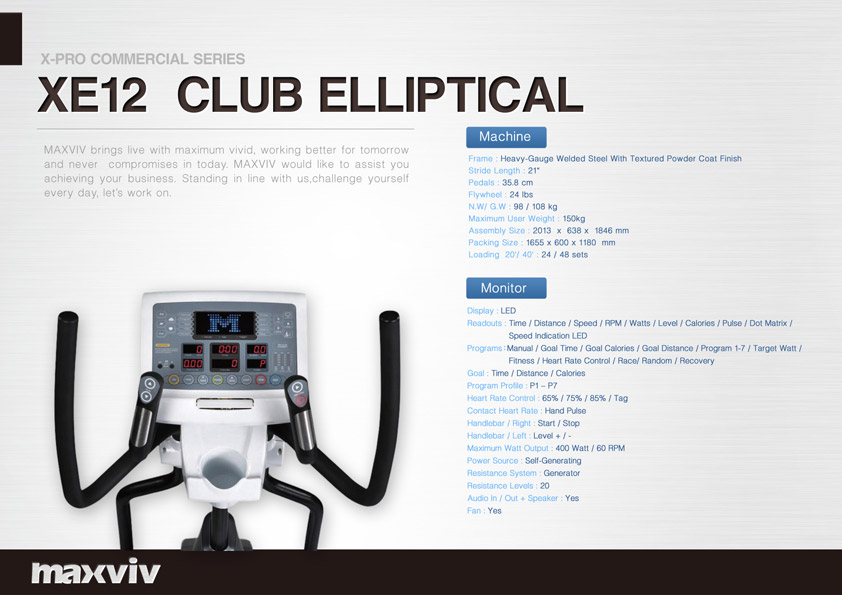 X-PRO COMMERCIAL SERIES
XE12 CLUB ELLIPTICAL
MAXVIV brings live with maximum vivid, working better for tomorrow
and never compromises in today. MAXVIV would like to assist you
achieving your business. Standing in line with us,challenge yourself
every day, let's work on.
Machine
Frame : Heavy-Gauge Welded Steel With Textured Powder Coat Finish
Stride Length : 21"
Pedals : 35.8 cm
Flywheel : 24 lbs
N.W/ G.W : 98 / 108 kg
Maximum User Weight : 150kg
Assembly Size : 2013 x 638 x 1846 mm
Packing Size : 1655 x 600 x 1180 mm
Loading 20'/ 40' : 24 / 48 sets
Monitor
Display : LED
Readouts : Time / Distance / Speed / RPM / Watts / Level / Calories / Pulse / Dot Matrix /
Speed Indication LED
Programs : Manual / Goal Time / Goal Calories / Goal Distance / Program 1-7 / Target Watt /
Fitness / Heart Rate Control / Race/ Random / Recovery
Goal : Time / Distance / Calories
Program Profile : P1 – P7
Heart Rate Control : 65% / 75% / 85% / Tag
Contact Heart Rate : Hand Pulse
Handlebar / Right : Start / Stop
Handlebar / Left : Level + / -
Maximum Watt Output : 400 Watt / 60 RPM
Power Source : Self-Generating
Resistance System : Generator
Resistance Levels : 20
Audio In / Out + Speaker : Yes
Fan : Yes
M
0 0:00 0.0
0:00 0 P
maxviv